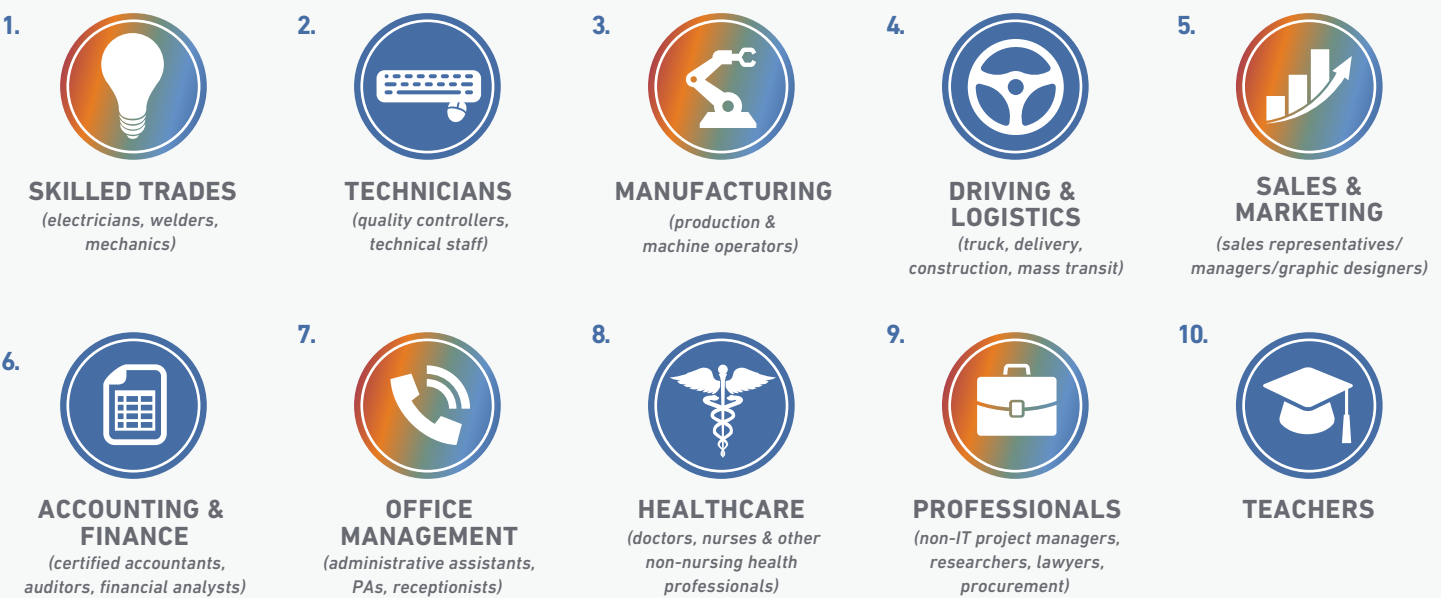 1.
SKILLED TRADES
(electricians, welders,
mechanics)
2.
TECHNICIANS
(quality controllers,
technical staff)
3.
MANUFACTURING
(production &
machine operators)
4.
DRIVING &
LOGISTICS
(truck, delivery,
construction, mass transit)
5.
SALES &
MARKETING
(sales representatives/
managers/graphic designers)
6.
ACCOUNTING &
FINANCE
(certified accountants,
auditors, financial analysts)
7.
OFFICE
MANAGEMENT
(administrative assistants,
PAs, receptionists)
8.
HEALTHCARE
(doctors, nurses & other
non-nursing health
professionals)
9.
PROFESSIONALS
(non-IT project managers,
researchers, lawyers,
procurement)
10.
TEACHERS